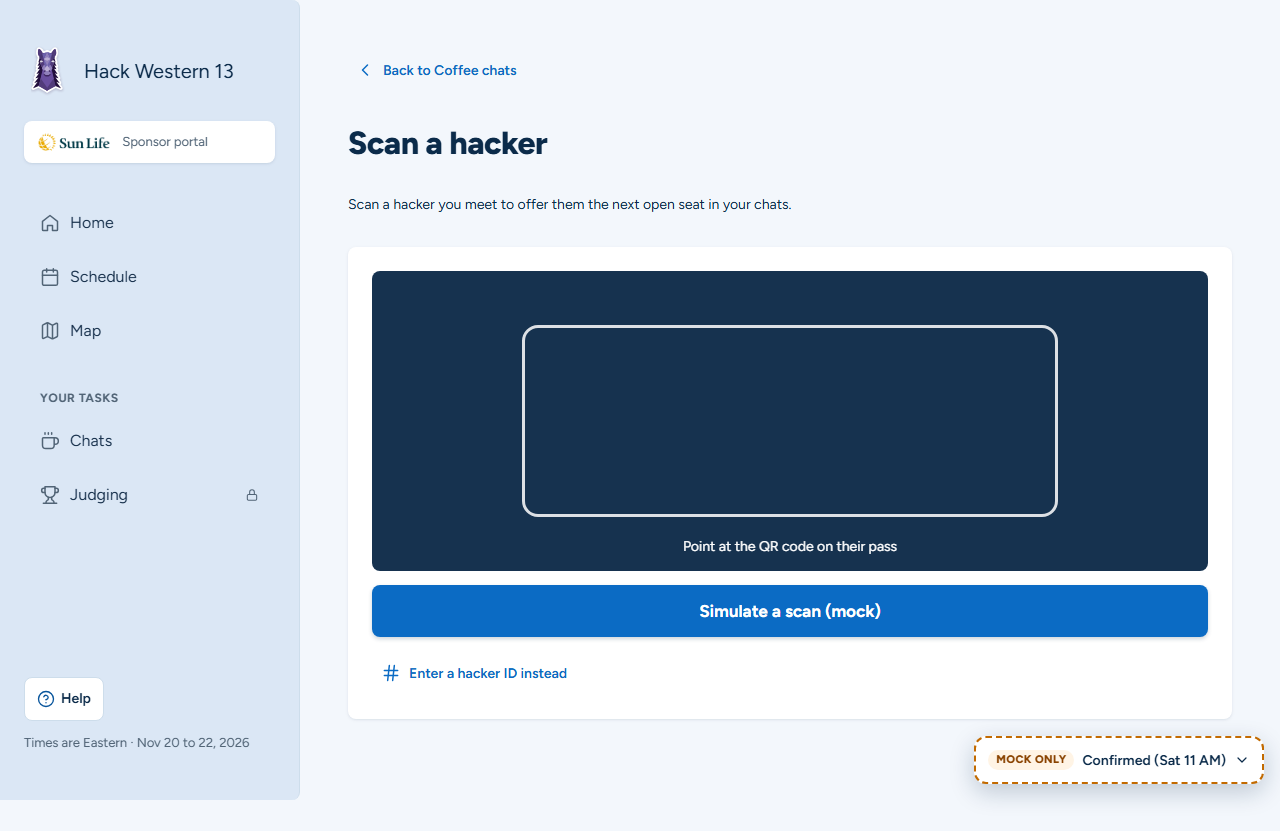 Hack Western 13
Sun Life Sponsor portal
Home
Schedule
Map
YOUR TASKS
Chats
Judging
Help
Times are Eastern · Nov 20 to 22, 2026
Back to Coffee chats
Scan a hacker
Scan a hacker you meet to offer them the next open seat in your chats.
Point at the QR code on their pass
Simulate a scan (mock)
Enter a hacker ID instead
MOCK ONLY Confirmed (Sat 11 AM)